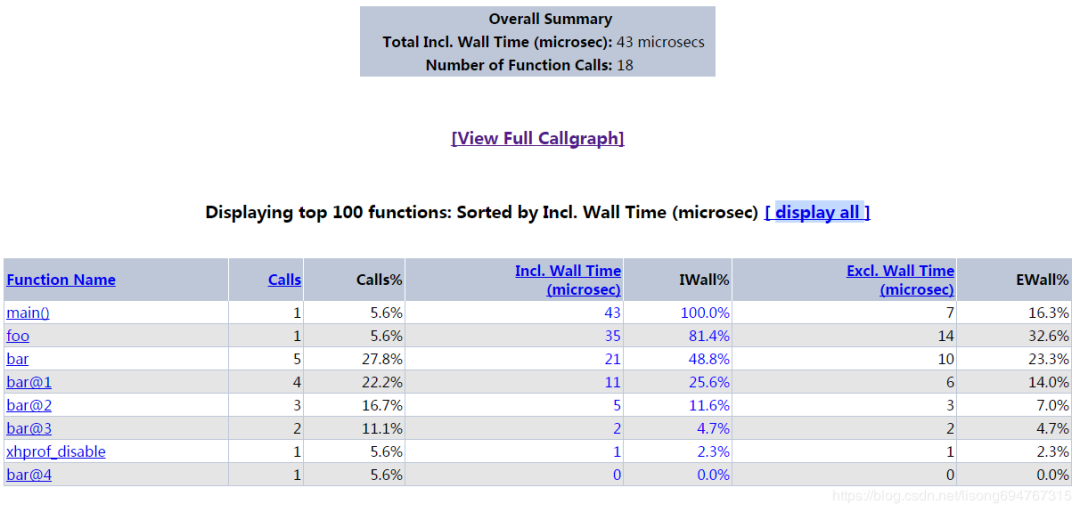 Overall Summary
Total Incl. Wall Time (microsec): 43 microsecs
Number of Function Calls: 18
[View Full Callgraph]
Displaying top 100 functions: Sorted by Incl. Wall Time (microsec) [ display all ]
Function Name Calls Calls% Incl. Wall Time (microsec) IWall% Excl. Wall Time (microsec) EWall%
main() 1 5.6% 43 100.0% 7 16.3%
foo 1 5.6% 35 81.4% 14 32.6%
bar 5 27.8% 21 48.8% 10 23.3%
bar@1 4 22.2% 11 25.6% 6 14.0%
bar@2 3 16.7% 5 11.6% 3 7.0%
bar@3 2 11.1% 2 4.7% 2 4.7%
xhprof_disable 1 5.6% 1 2.3% 1 2.3%
bar@4 1 5.6% 0 0.0% 0 0.0%
https://blog.csdn.net/lisong694767315